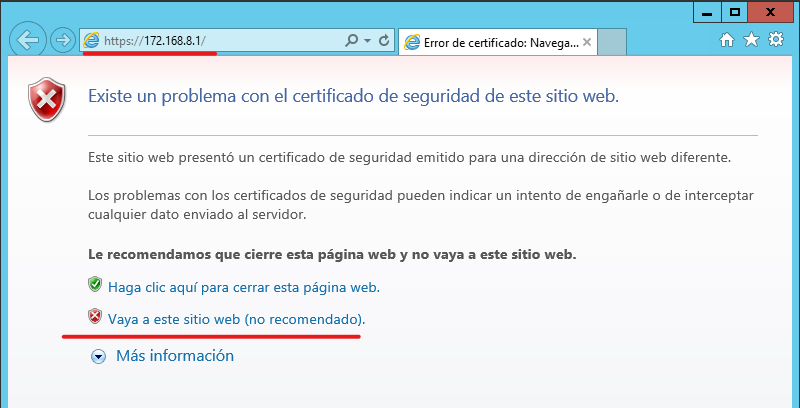 https://172.168.8.1/
Error de certificado: Navega...
Existe un problema con el certificado de seguridad de este sitio web.
Este sitio web presentó un certificado de seguridad emitido para una dirección de sitio web diferente.
Los problemas con los certificados de seguridad pueden indicar un intento de engañarle o de interceptar
cualquier dato enviado al servidor.
Le recomendamos que cierre esta página web y no vaya a este sitio web.
Haga clic aquí para cerrar esta página web.
Vaya a este sitio web (no recomendado).
Más información